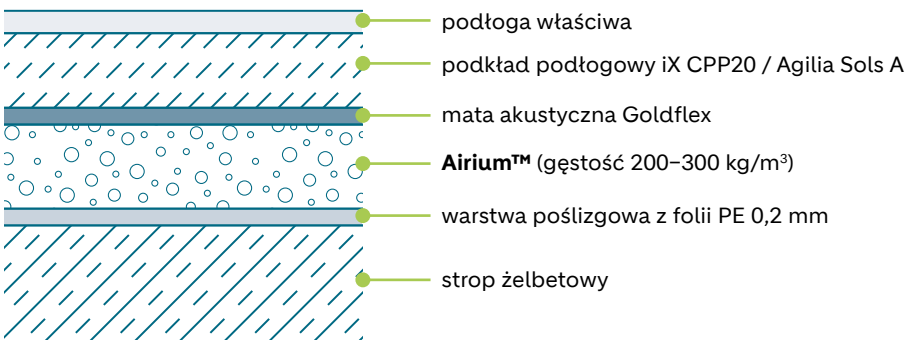 podłoga właściwa
podkład podłogowy iX CPP20 / Agilia Sols A
mata akustyczna Goldflex
Airium™ (gęstość 200–300 kg/m³)
warstwa poślizgowa z folii PE 0,2 mm
strop żelbetowy